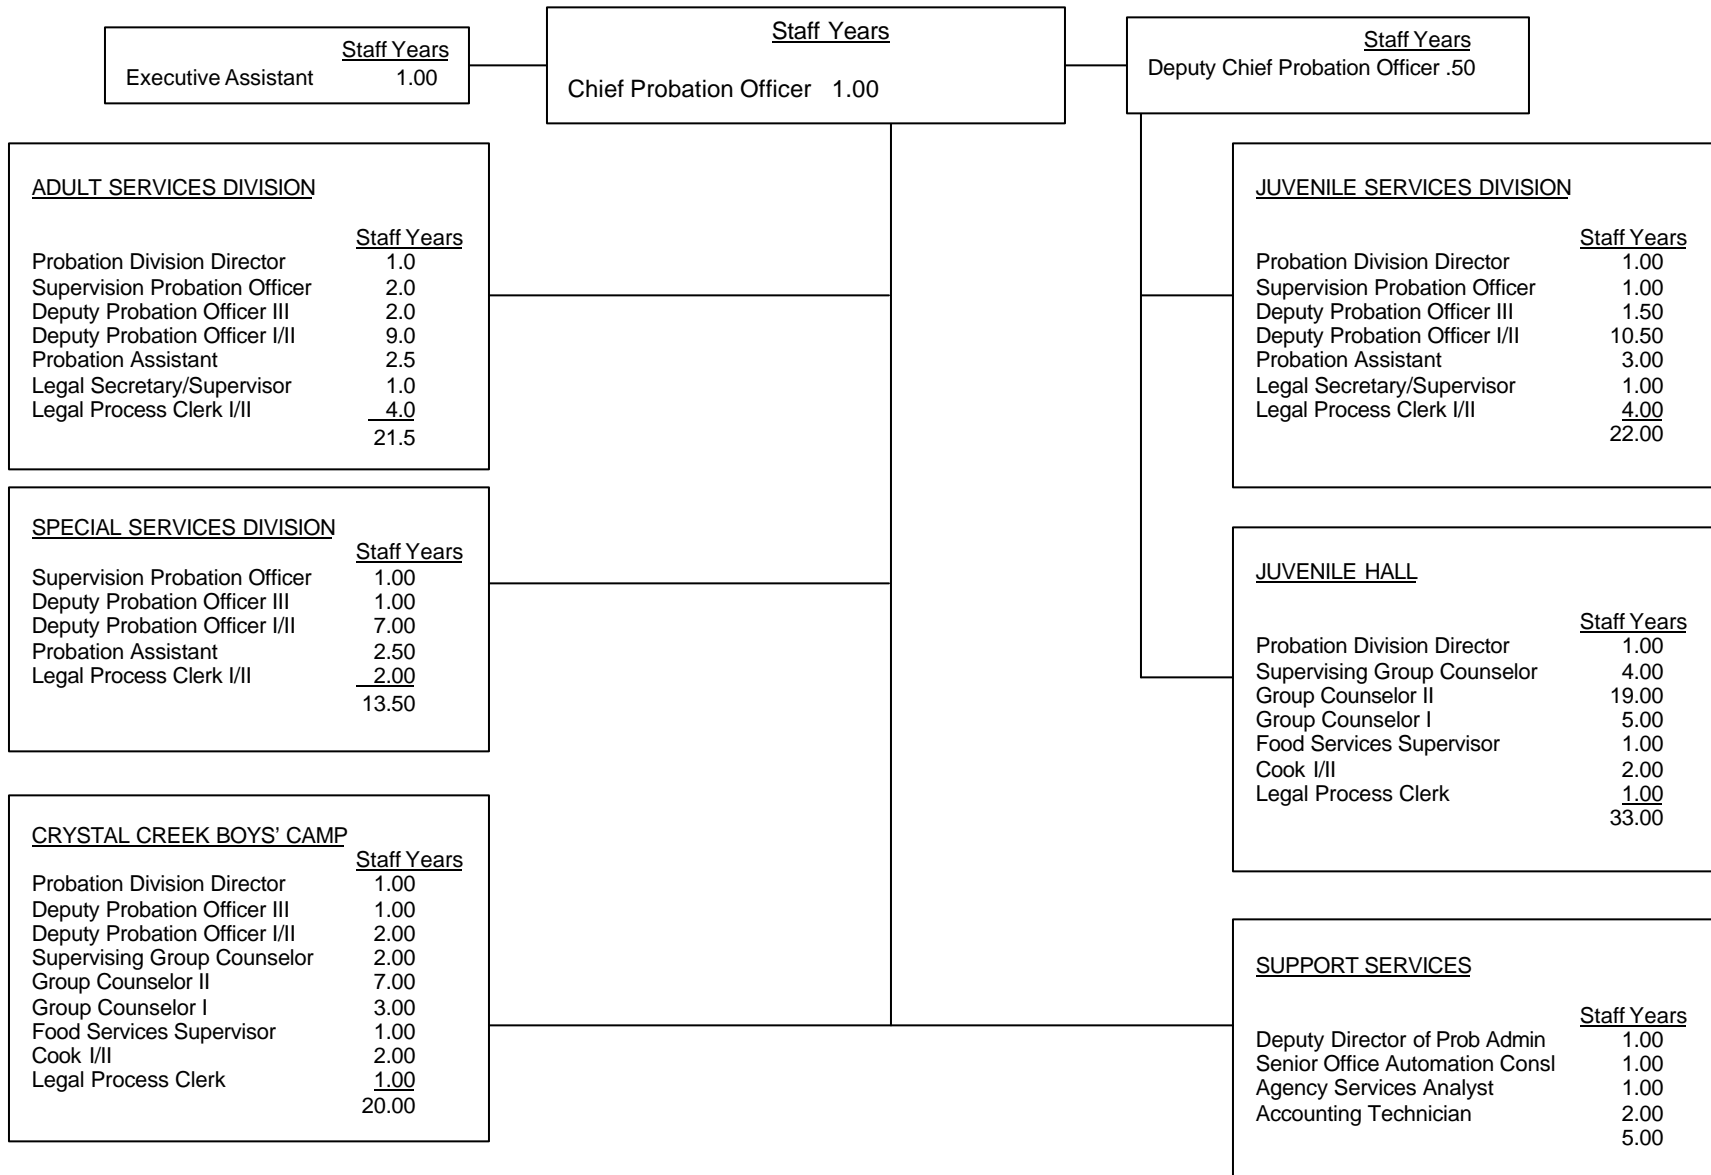 Staff Years
Executive Assistant 1.00
Staff Years
Chief Probation Officer 1.00
Staff Years
Deputy Chief Probation Officer .50
ADULT SERVICES DIVISION
Staff Years
Probation Division Director 1.0
Supervision Probation Officer 2.0
Deputy Probation Officer III 2.0
Deputy Probation Officer I/II 9.0
Probation Assistant 2.5
Legal Secretary/Supervisor 1.0
Legal Process Clerk I/II 4.0
21.5
SPECIAL SERVICES DIVISION
Staff Years
Supervision Probation Officer 1.00
Deputy Probation Officer III 1.00
Deputy Probation Officer I/II 7.00
Probation Assistant 2.50
Legal Process Clerk I/II 2.00
13.50
CRYSTAL CREEK BOYS’ CAMP
Staff Years
Probation Division Director 1.00
Deputy Probation Officer III 1.00
Deputy Probation Officer I/II 2.00
Supervising Group Counselor 2.00
Group Counselor II 7.00
Group Counselor I 3.00
Food Services Supervisor 1.00
Cook I/II 2.00
Legal Process Clerk 1.00
20.00
JUVENILE SERVICES DIVISION
Staff Years
Probation Division Director 1.00
Supervision Probation Officer 1.00
Deputy Probation Officer III 1.50
Deputy Probation Officer I/II 10.50
Probation Assistant 3.00
Legal Secretary/Supervisor 1.00
Legal Process Clerk I/II 4.00
22.00
JUVENILE HALL
Staff Years
Probation Division Director 1.00
Supervising Group Counselor 4.00
Group Counselor II 19.00
Group Counselor I 5.00
Food Services Supervisor 1.00
Cook I/II 2.00
Legal Process Clerk 1.00
33.00
SUPPORT SERVICES
Staff Years
Deputy Director of Prob Admin 1.00
Senior Office Automation Consl 1.00
Agency Services Analyst 1.00
Accounting Technician 2.00
5.00